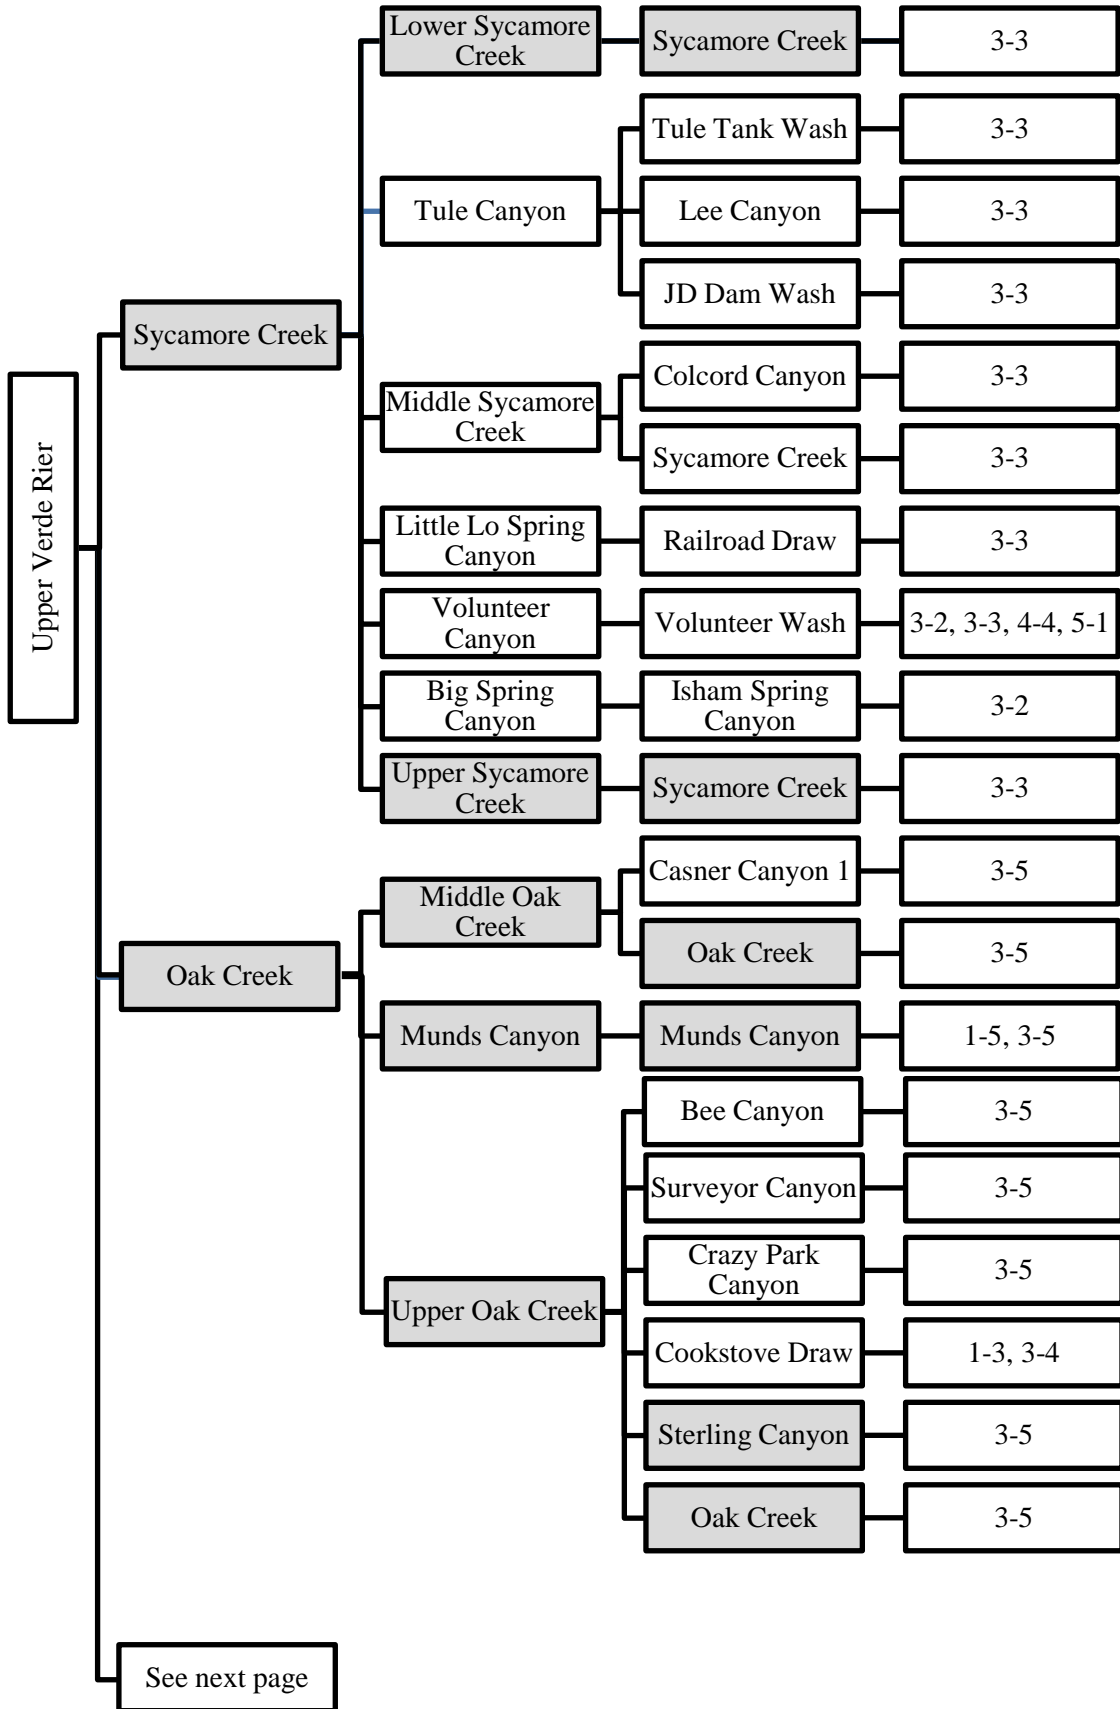 Upper Verde Rier
Sycamore Creek
Lower Sycamore
Creek
Sycamore Creek
3-3
Tule Canyon
Tule Tank Wash
3-3
Lee Canyon
3-3
JD Dam Wash
3-3
Middle Sycamore
Creek
Colcord Canyon
3-3
Sycamore Creek
3-3
Little Lo Spring
Canyon
Railroad Draw
3-3
Volunteer
Canyon
Volunteer Wash
3-2, 3-3, 4-4, 5-1
Big Spring
Canyon
Isham Spring
Canyon
3-2
Upper Sycamore
Creek
Sycamore Creek
3-3
Oak Creek
Middle Oak
Creek
Casner Canyon 1
3-5
Oak Creek
3-5
Munds Canyon
Munds Canyon
1-5, 3-5
Upper Oak Creek
Bee Canyon
3-5
Surveyor Canyon
3-5
Crazy Park
Canyon
3-5
Cookstove Draw
1-3, 3-4
Sterling Canyon
3-5
Oak Creek
3-5
See next page